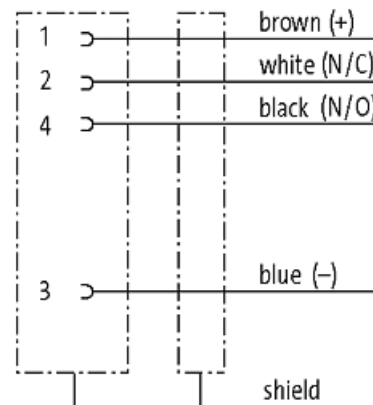 1 brown (+)
2 white (N/C)
4 black (N/O)
3 blue (–)
shield